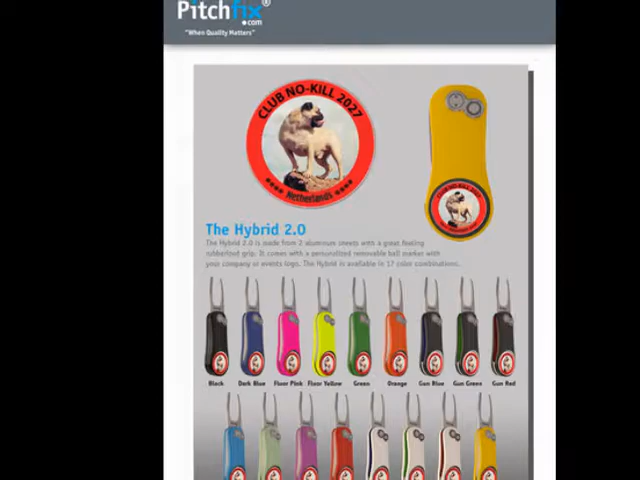 Pitchfix®
.com
"When Quality Matters"
CLUB NO-KILL 2027
Netherlands
The Hybrid 2.0
The Hybrid 2.0 is made from 2 aluminum sheets with a great feeling
rubberized grip. It comes with a personalized removable ball marker with
your company or events logo. The Hybrid is available in 17 color combinations.
Black Dark Blue Fluor Pink Fluor Yellow Green Orange Gun Blue Gun Green Gun Red